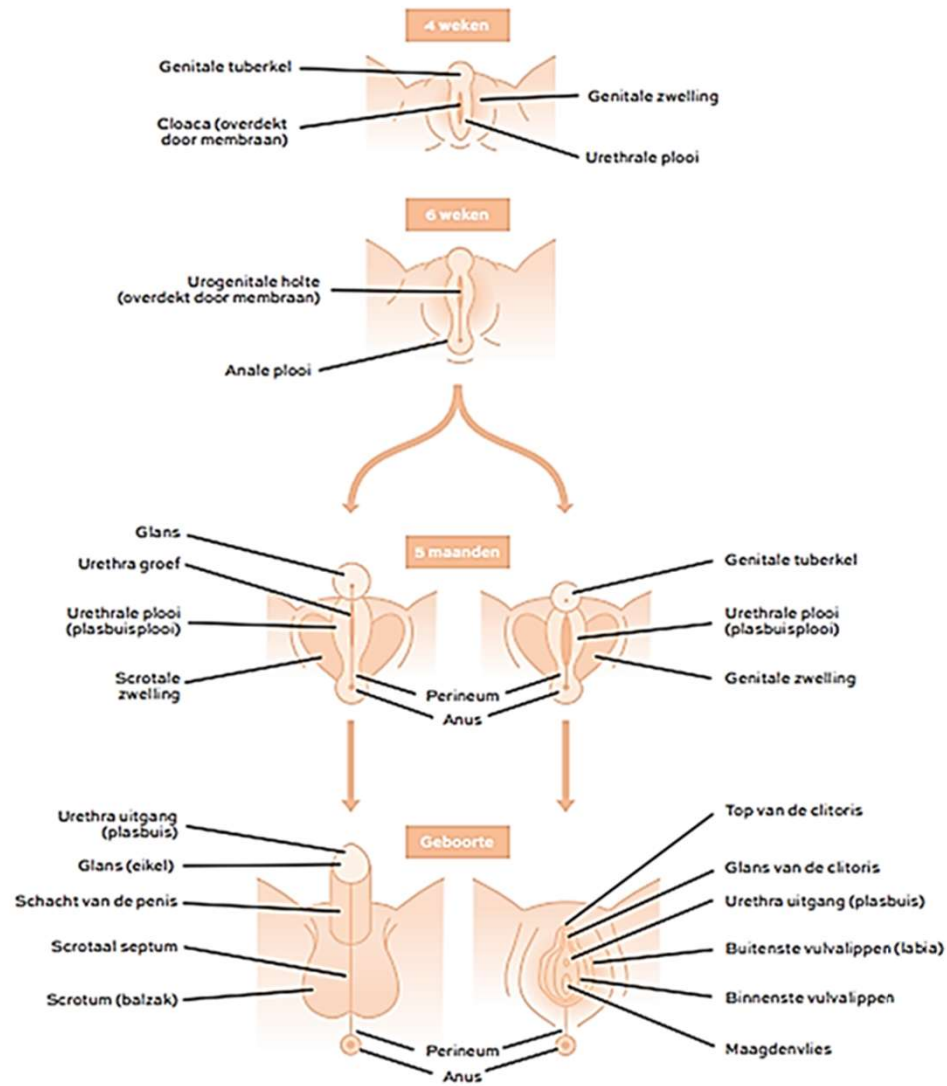 4 weken
Genitale tuberkel
Genitale zwelling
Cloaca (overdekt
door membraan)
Urethrale plooi
6 weken
Urogenitale holte
(overdekt door membraan)
Anale plooi
5 maanden
Glans
Urethra groef
Urethrale plooi
(plasbuisplooi)
Scrotale
zwelling
Perineum
Anus
Genitale tuberkel
Urethrale plooi
(plasbuisplooi)
Genitale zwelling
Geboorte
Urethra uitgang
(plasbuis)
Glans (eikel)
Schacht van de penis
Scrotaal septum
Scrotum (balzak)
Perineum
Anus
Top van de clitoris
Glans van de clitoris
Urethra uitgang (plasbuis)
Buitenste vulvalippen (labia)
Binnenste vulvalippen
Maagdenvlies